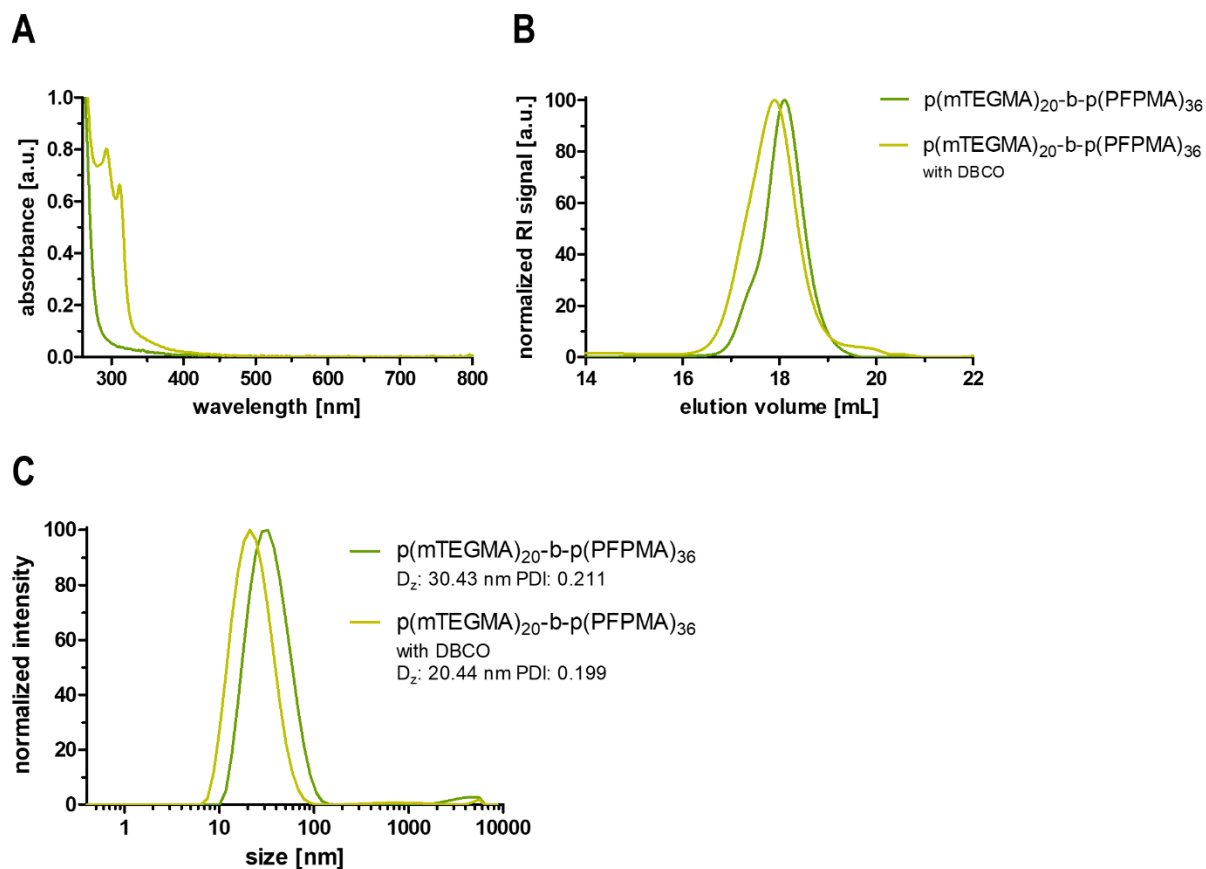 A
absorbance [a.u.]
1.0
0.8
0.6
0.4
0.2
0.0
300 400 500 600 700 800
wavelength [nm]
B
normalized RI signal [a.u.]
100
80
60
40
20
0
14 16 18 20 22
elution volume [mL]
p(mTEGMA)20-b-p(PFPMA)36
p(mTEGMA)20-b-p(PFPMA)36
with DBCO
C
normalized intensity
100
80
60
40
20
0
1 10 100 1000 10000
size [nm]
p(mTEGMA)20-b-p(PFPMA)36
Dz: 30.43 nm PDI: 0.211
p(mTEGMA)20-b-p(PFPMA)36
with DBCO
Dz: 20.44 nm PDI: 0.199